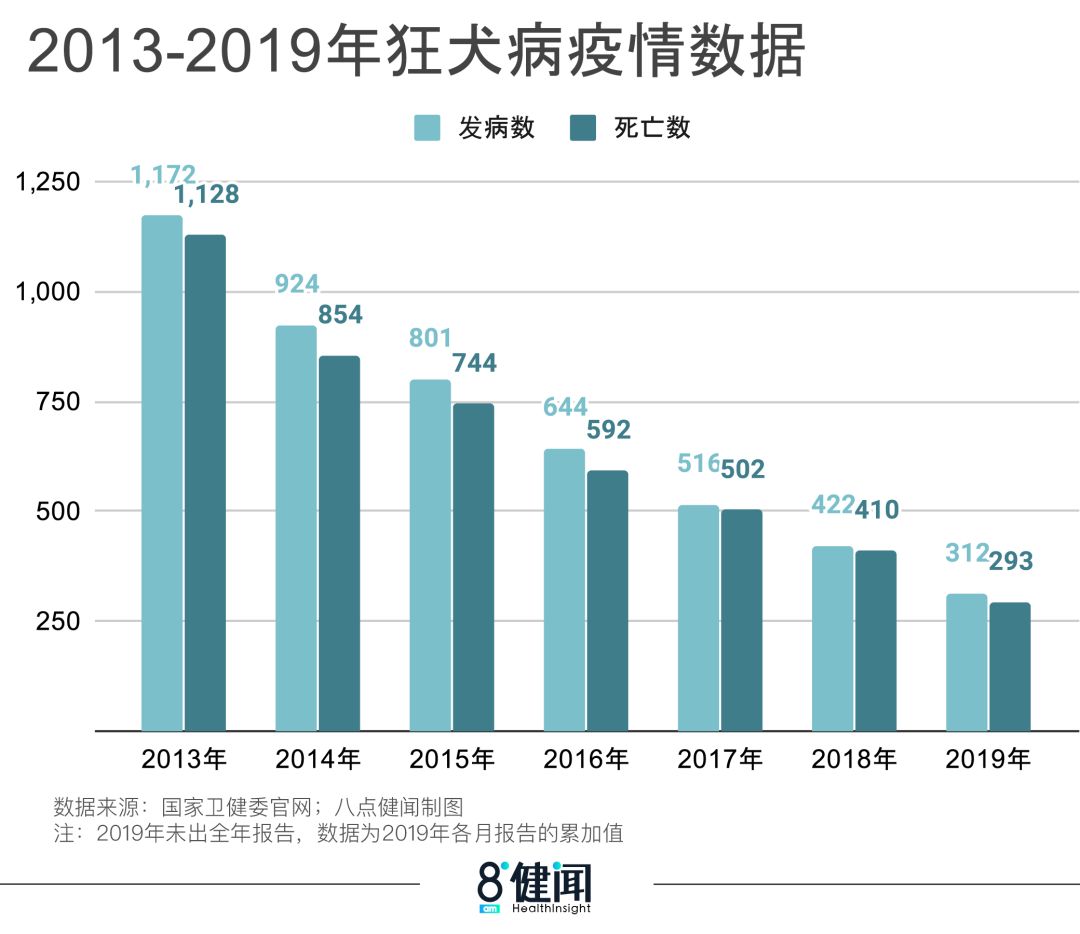 2013-2019年狂犬病疫情数据
发病数 死亡数
1,250
1,000
750
500
250
1,172
1,128
924
854
801
744
644
592
516
502
422
410
312
293
2013年 2014年 2015年 2016年 2017年 2018年 2019年
数据来源：国家卫健委官网；八点健闻制图
注：2019年未出全年报告，数据为2019年各月报告的累加值
8健闻
am HealthInsight